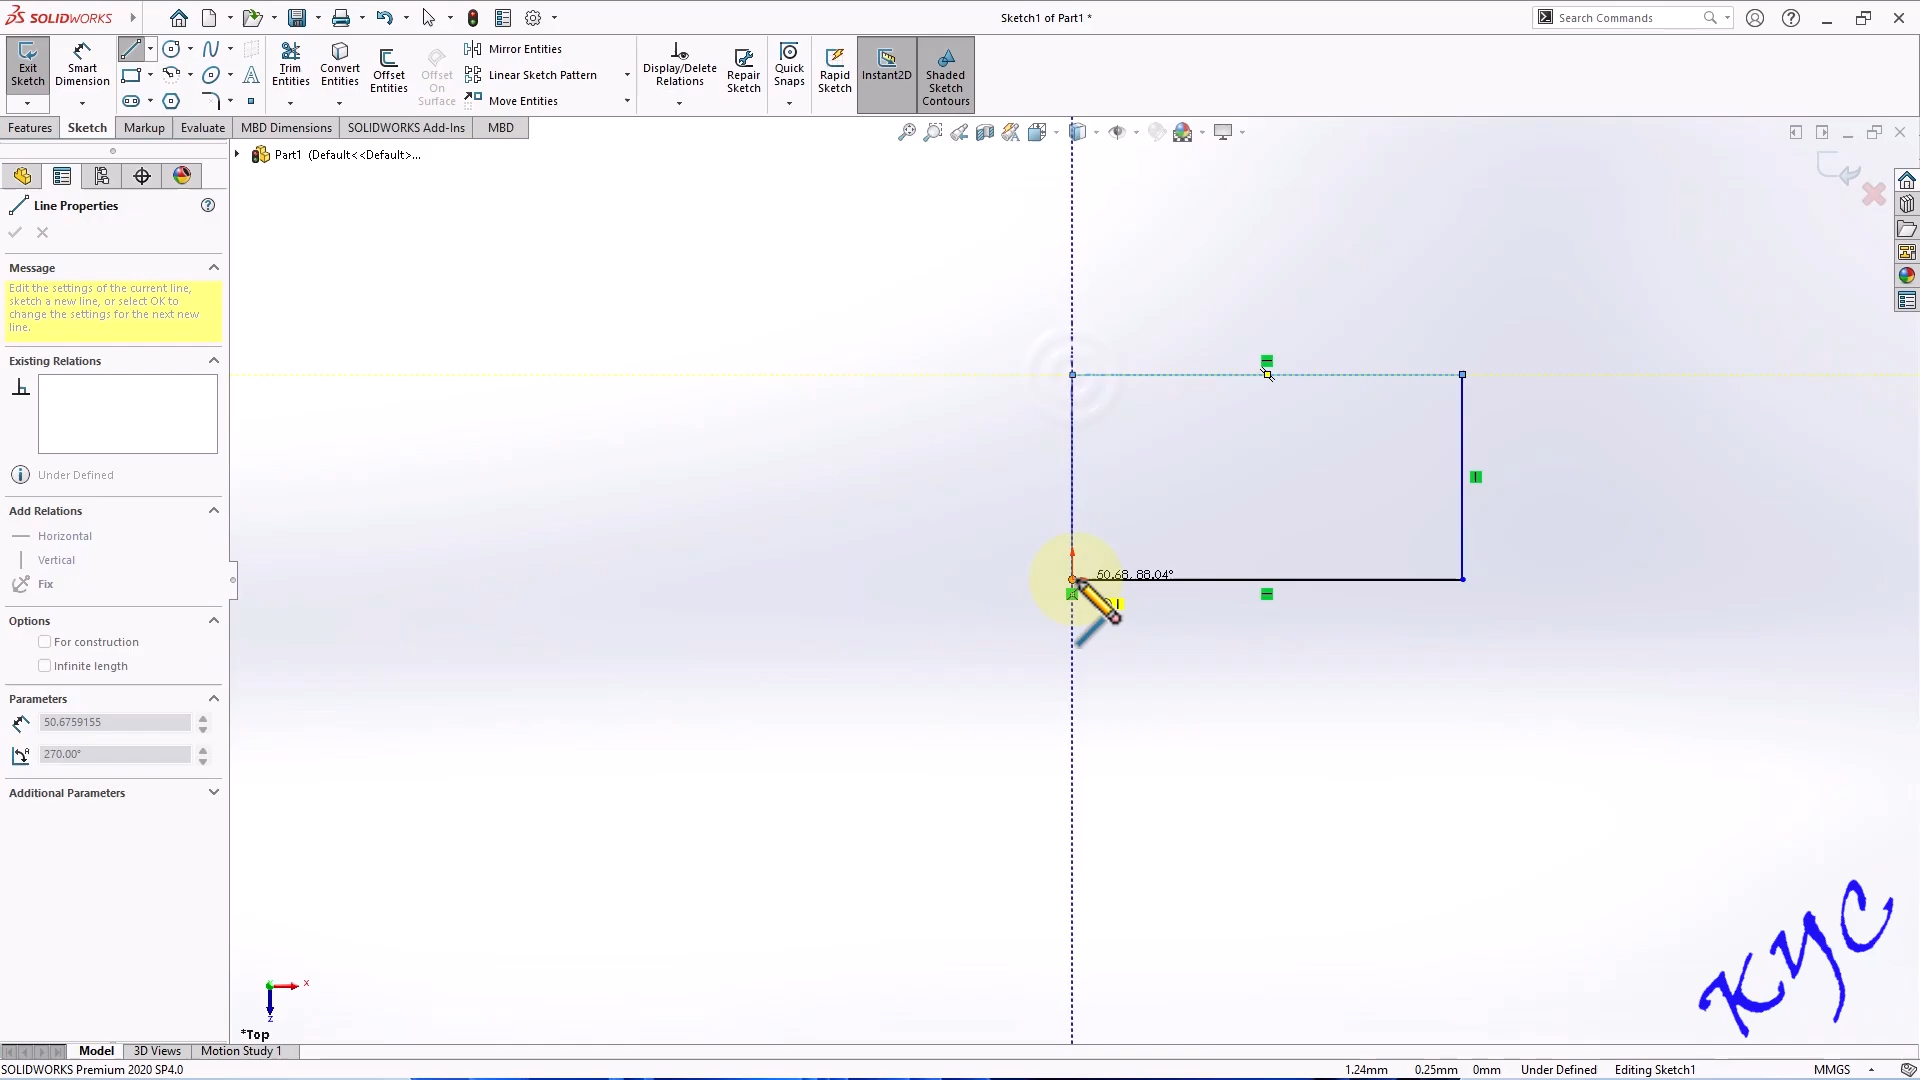 SOLIDWORKS
Sketch1 of Part1 *
Search Commands
Exit Sketch
Smart Dimension
Trim Entities
Convert Entities
Offset Entities
Offset On Surface
Mirror Entities
Linear Sketch Pattern
Move Entities
Display/Delete Relations
Repair Sketch
Quick Snaps
Rapid Sketch
Instant2D
Shaded Sketch Contours
Features
Sketch
Markup
Evaluate
MBD Dimensions
SOLIDWORKS Add-Ins
MBD
Part1 (Default<<Default>...
Line Properties
Message
Edit the settings of the current line,
sketch a new line, or select OK to
change the settings for the next new
line.
Existing Relations
Under Defined
Add Relations
Horizontal
Vertical
Fix
Options
For construction
Infinite length
Parameters
50.6759155
270.00°
Additional Parameters
50.68, 88.04°
x
z
*Top
KYC
Model
3D Views
Motion Study 1
SOLIDWORKS Premium 2020 SP4.0
1.24mm
0.25mm
0mm
Under Defined
Editing Sketch1
MMGS